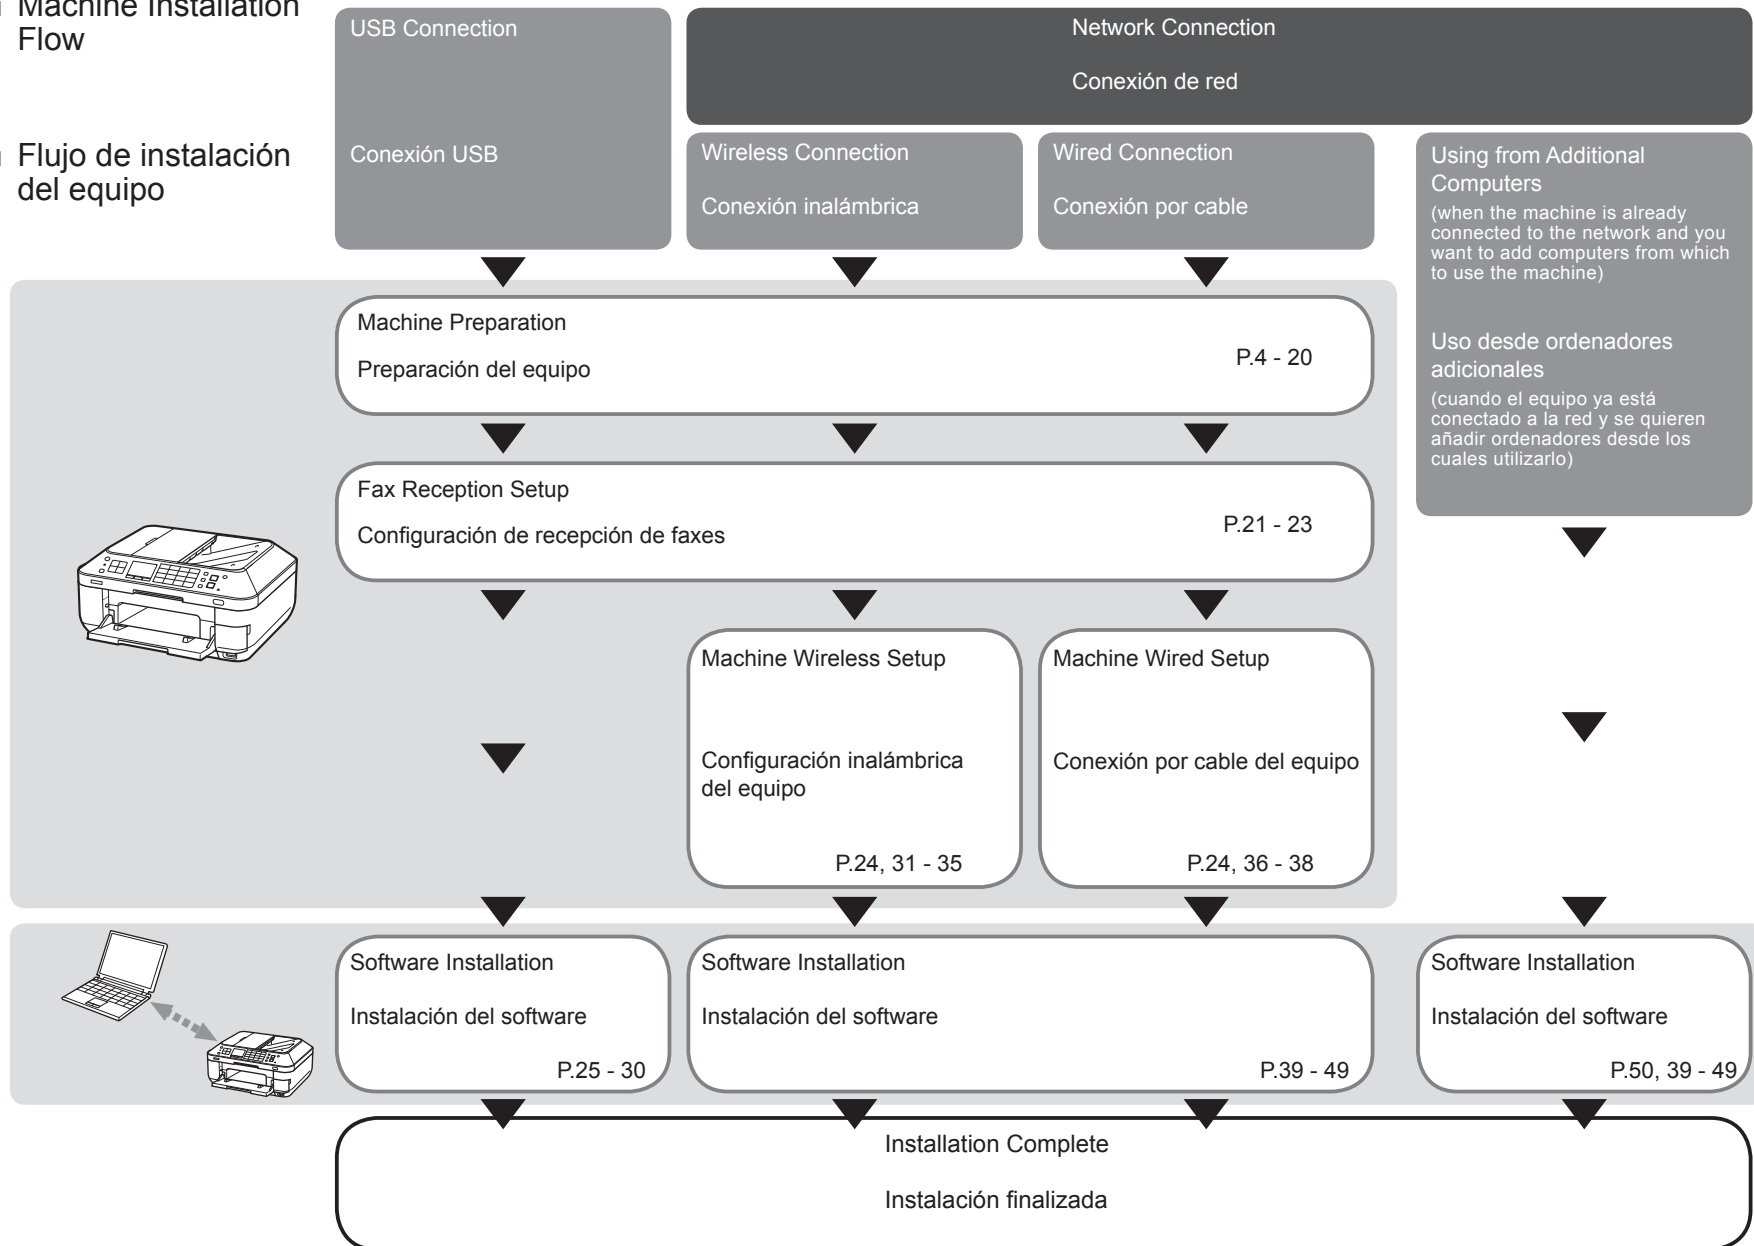 Machine Installation
Flow
Flujo de instalación
del equipo
USB Connection
Conexión USB
Network Connection
Conexión de red
Wireless Connection
Conexión inalámbrica
Wired Connection
Conexión por cable
Using from Additional
Computers
(when the machine is already
connected to the network and you
want to add computers from which
to use the machine)
Uso desde ordenadores
adicionales
(cuando el equipo ya está
conectado a la red y se quieren
añadir ordenadores desde los
cuales utilizarlo)
Machine Preparation
Preparación del equipo
P.4 - 20
Fax Reception Setup
Configuración de recepción de faxes
P.21 - 23
Machine Wireless Setup
Configuración inalámbrica
del equipo
P.24, 31 - 35
Machine Wired Setup
Conexión por cable del equipo
P.24, 36 - 38
Software Installation
Instalación del software
P.25 - 30
Software Installation
Instalación del software
P.39 - 49
Software Installation
Instalación del software
P.50, 39 - 49
Installation Complete
Instalación finalizada